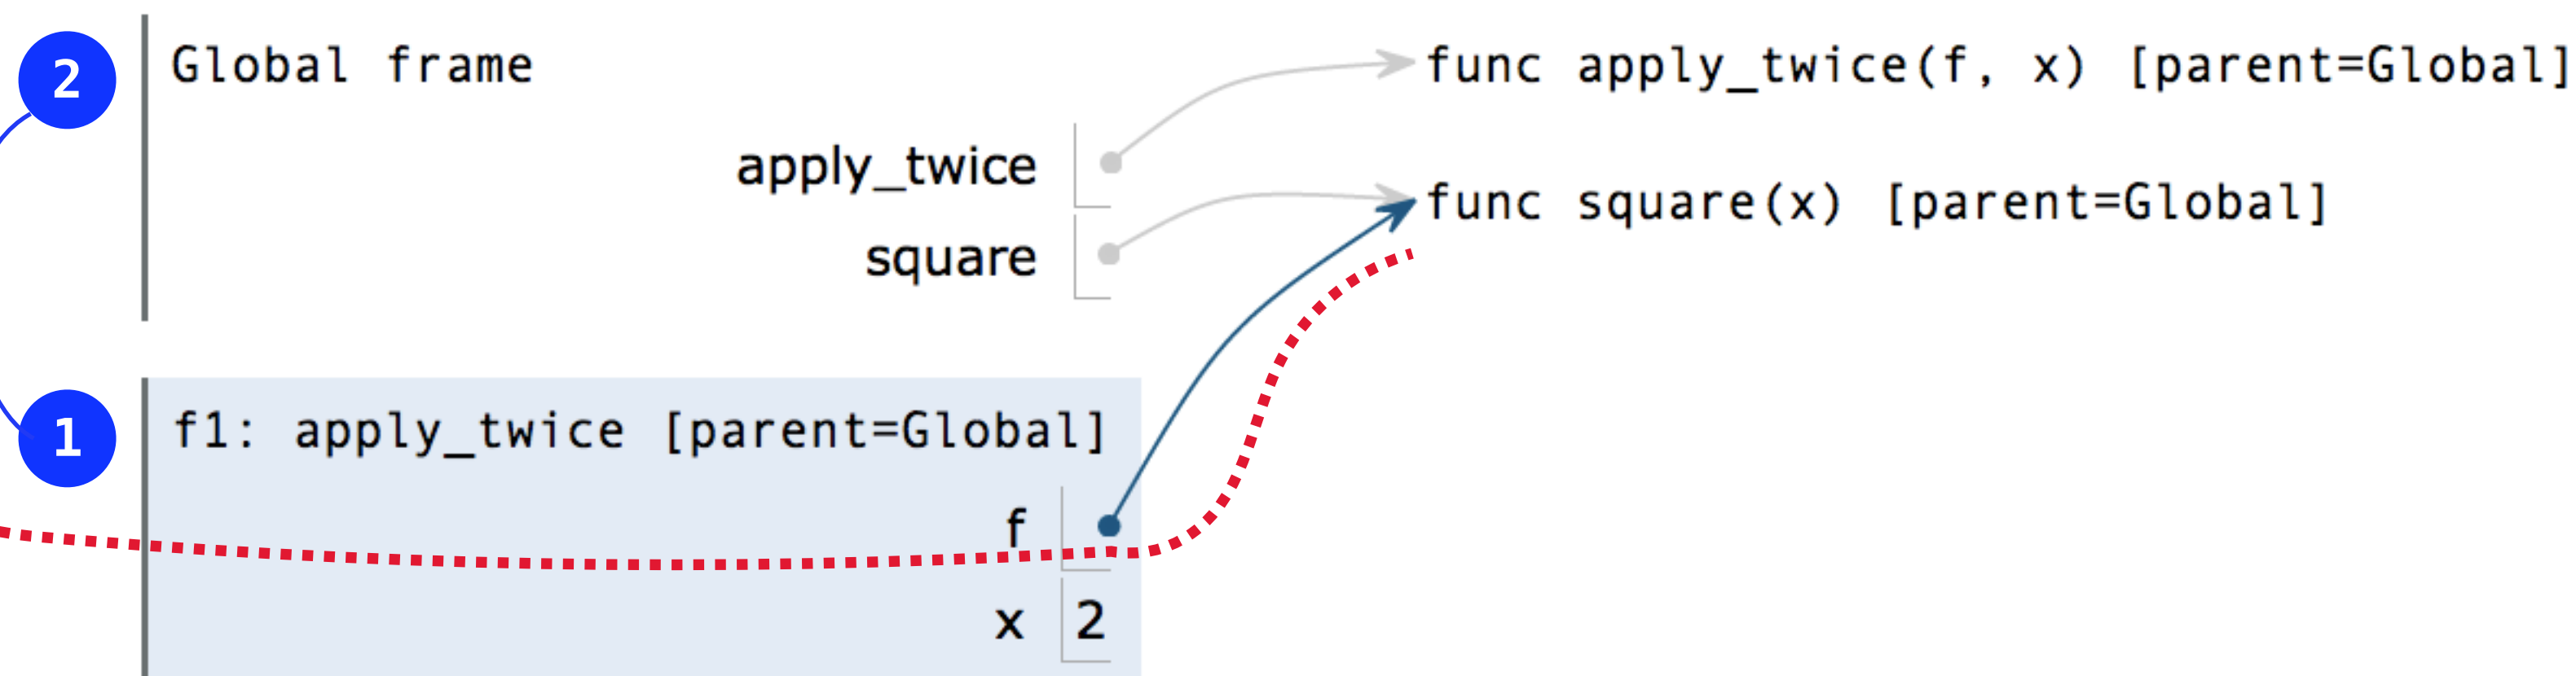 2
Global frame
func apply_twice(f, x) [parent=Global]
apply_twice
func square(x) [parent=Global]
square
1
f1: apply_twice [parent=Global]
f
x 2